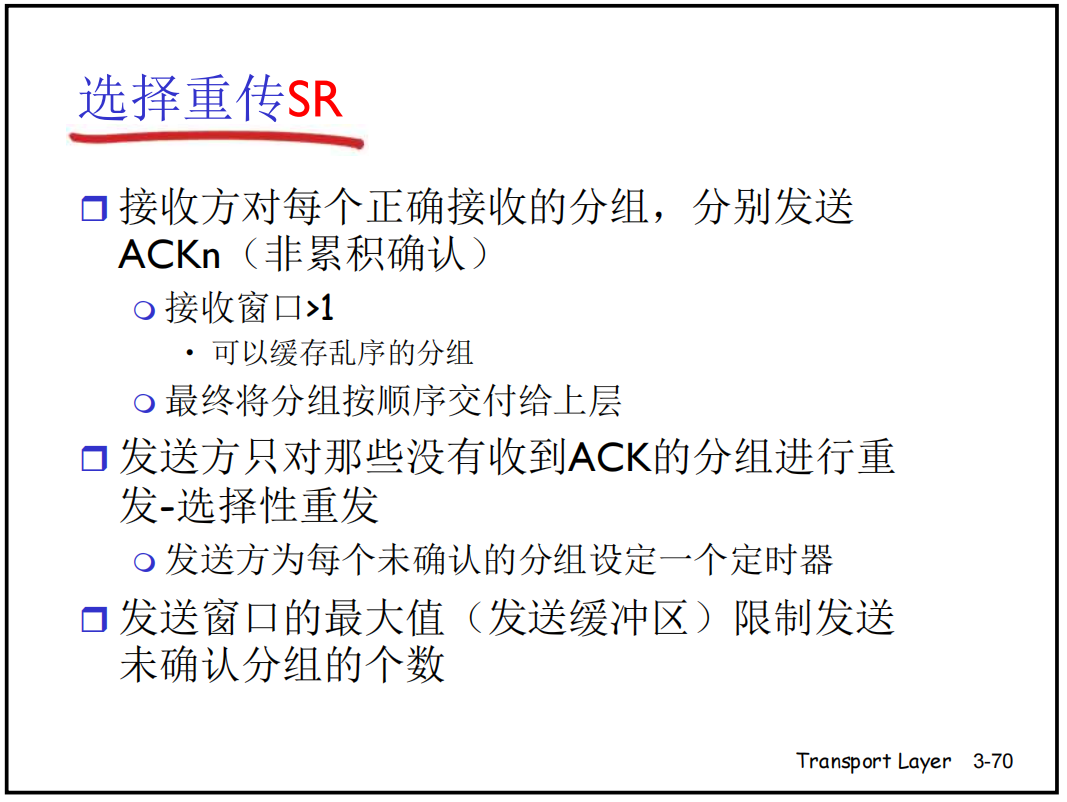 选择重传SR
接收方对每个正确接收的分组，分别发送
ACKn（非累积确认）
接收窗口>1
• 可以缓存乱序的分组
最终将分组按顺序交付给上层
发送方只对那些没有收到ACK的分组进行重
发-选择性重发
发送方为每个未确认的分组设定一个定时器
发送窗口的最大值（发送缓冲区）限制发送
未确认分组的个数
Transport Layer 3-70